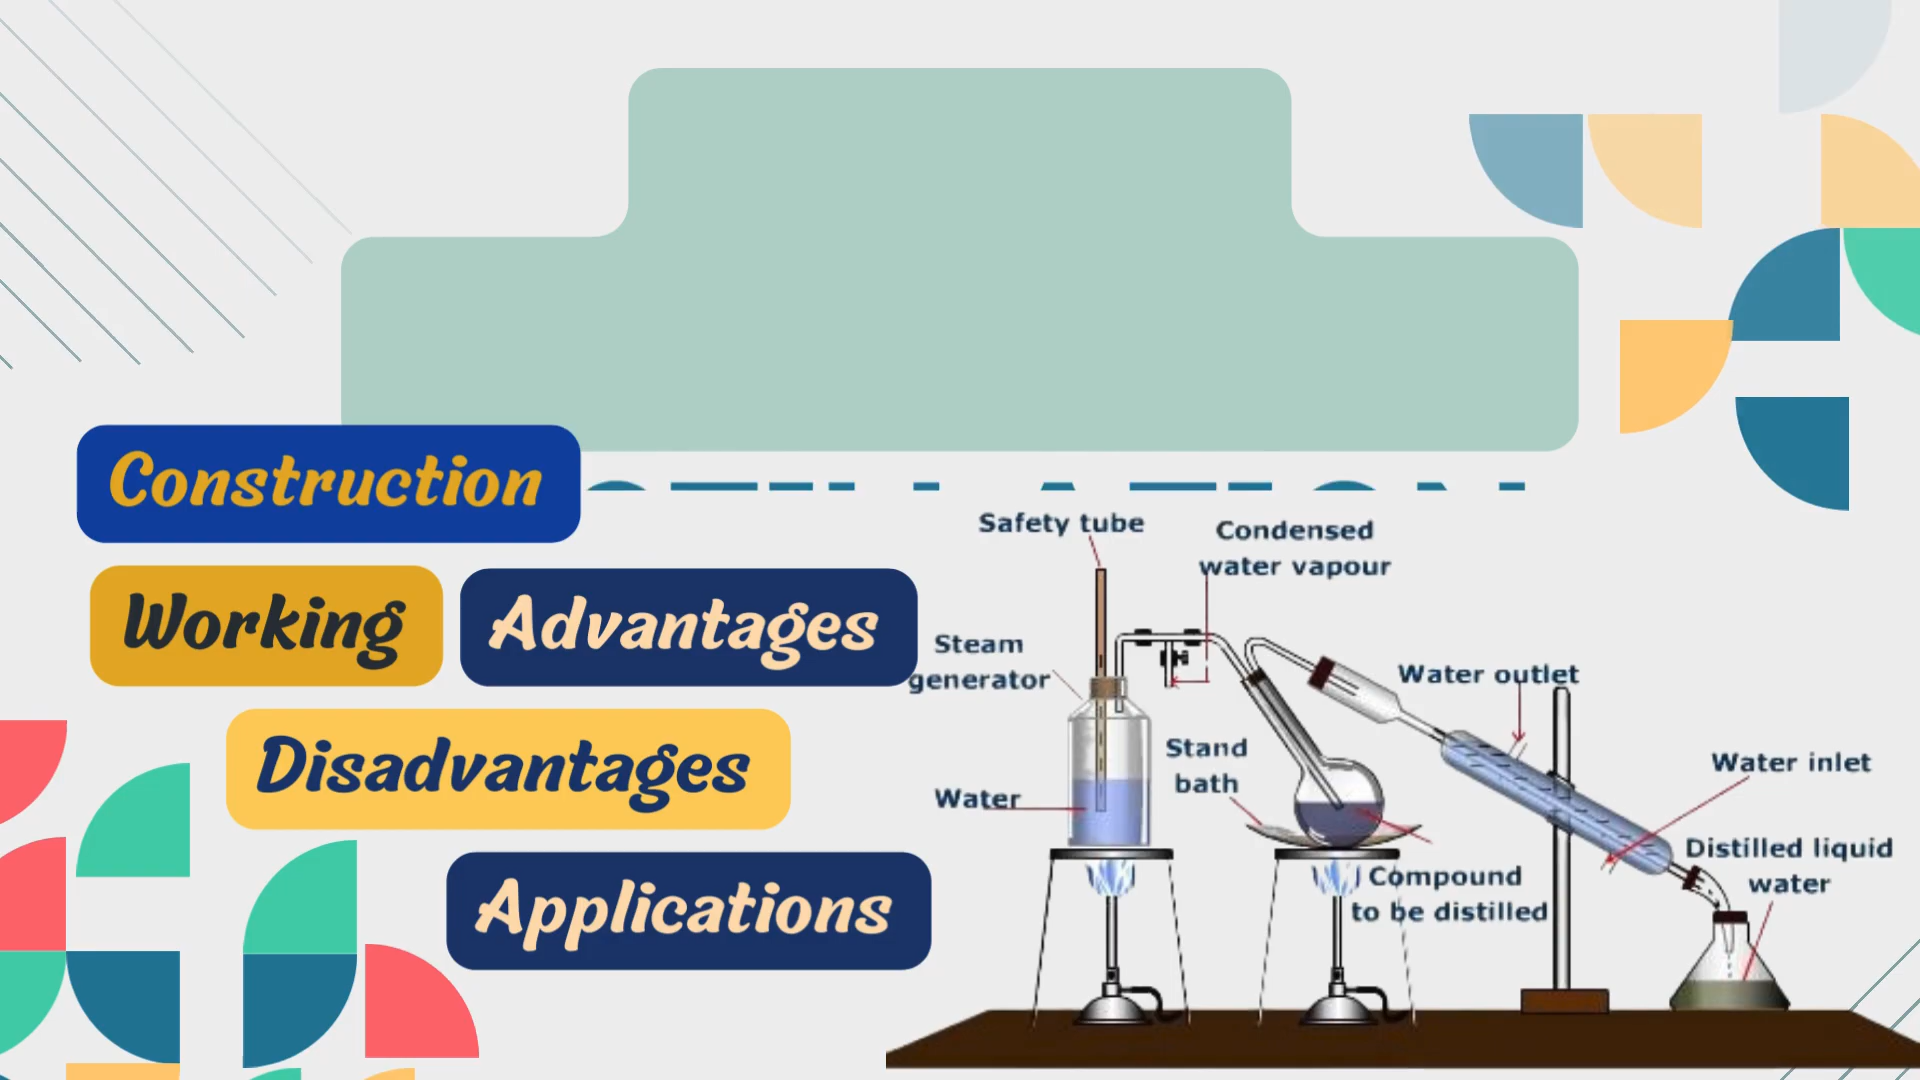 Construction
Working
Advantages
Disadvantages
Applications
Safety tube
Condensed
water vapour
Steam
generator
Water outlet
Stand
bath
Water inlet
Water
Distilled liquid
water
Compound
to be distilled